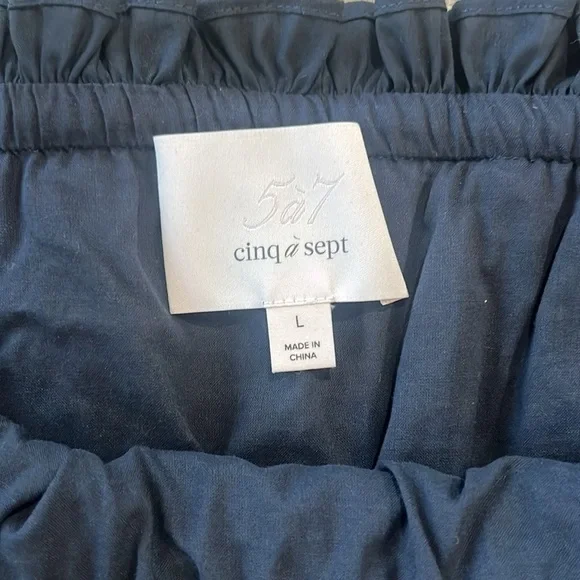 5à7
cinq à sept
L
MADE IN
CHINA